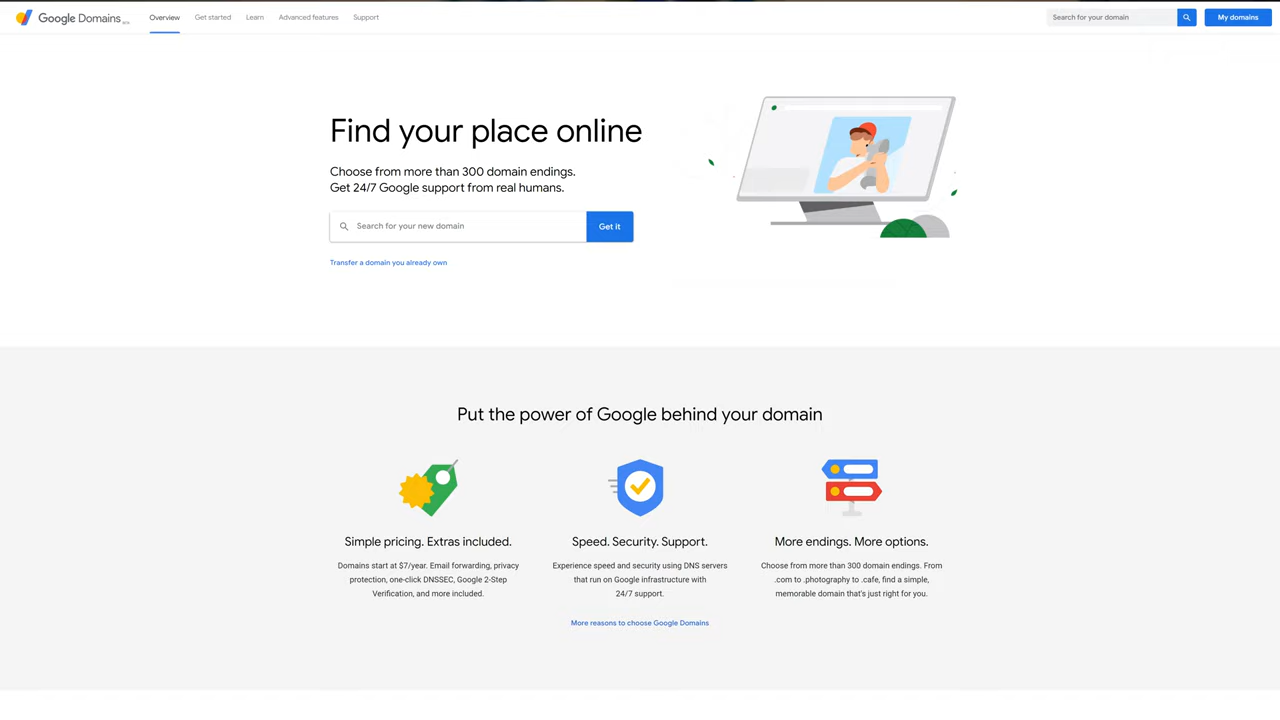 Google Domains BETA
Overview
Get started
Learn
Advanced features
Support
Search for your domain
My domains
Find your place online
Choose from more than 300 domain endings.
Get 24/7 Google support from real humans.
Search for your new domain
Get it
Transfer a domain you already own
Put the power of Google behind your domain
Simple pricing. Extras included.
Domains start at $7/year. Email forwarding, privacy
protection, one-click DNSSEC, Google 2-Step
Verification, and more included.
Speed. Security. Support.
Experience speed and security using DNS servers
that run on Google infrastructure with
24/7 support.
More endings. More options.
Choose from more than 300 domain endings. From
.com to .photography to .cafe, find a simple,
memorable domain that's just right for you.
More reasons to choose Google Domains